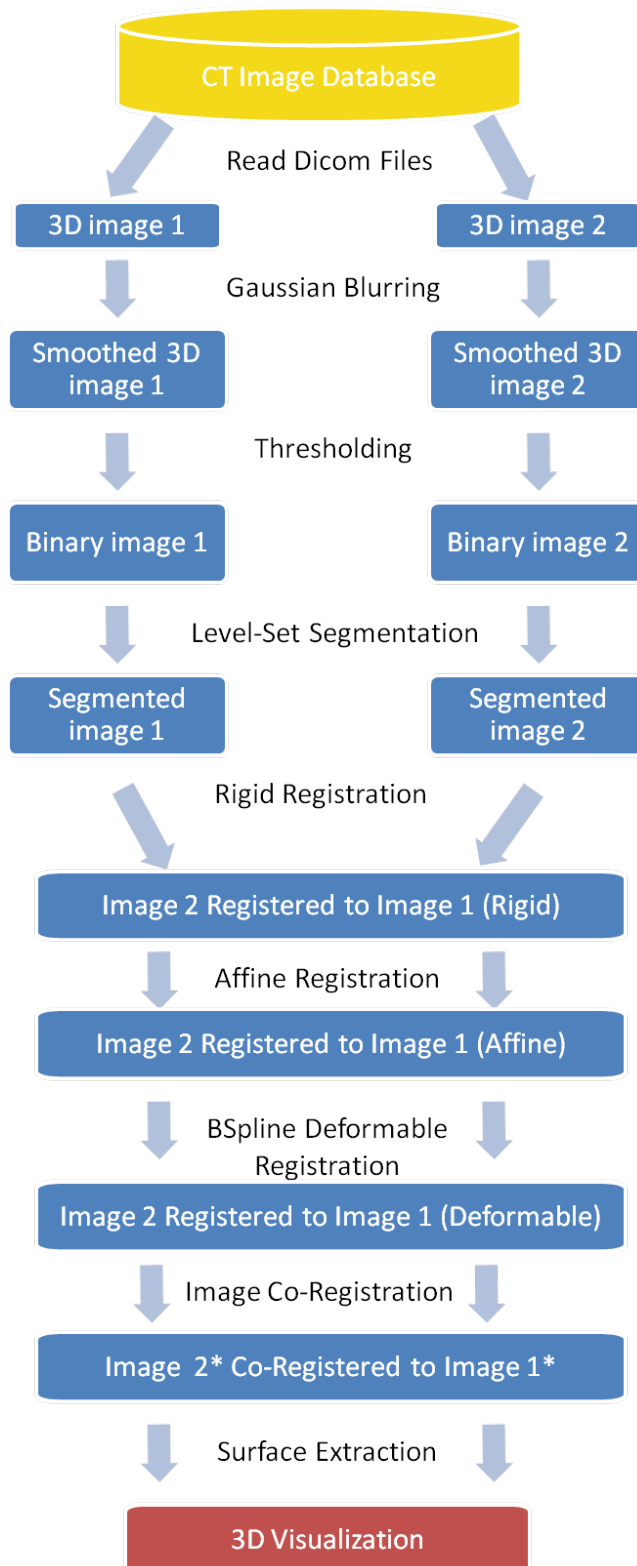 CT Image Database
Read Dicom Files
3D image 1
3D image 2
Gaussian Blurring
Smoothed 3D
image 1
Smoothed 3D
image 2
Thresholding
Binary image 1
Binary image 2
Level-Set Segmentation
Segmented
image 1
Segmented
image 2
Rigid Registration
Image 2 Registered to Image 1 (Rigid)
Affine Registration
Image 2 Registered to Image 1 (Affine)
BSpline Deformable
Registration
Image 2 Registered to Image 1 (Deformable)
Image Co-Registration
Image 2* Co-Registered to Image 1*
Surface Extraction
3D Visualization